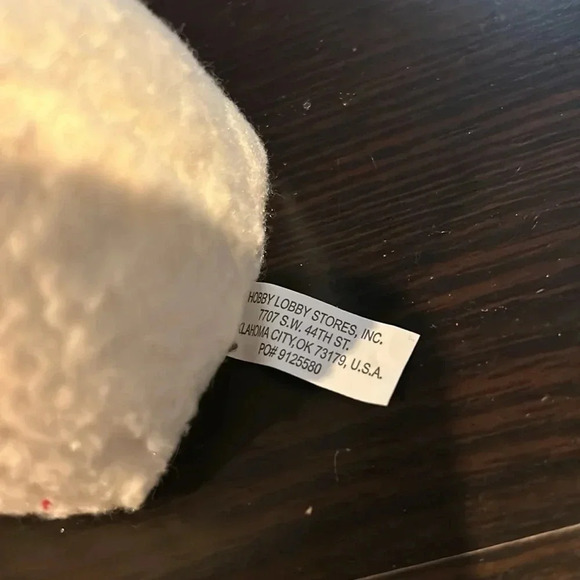 HOBBY LOBBY STORES, INC.
7707 S.W. 44TH ST.
KLAHOMA CITY,OK 73179, U.S.A.
PO# 9125580